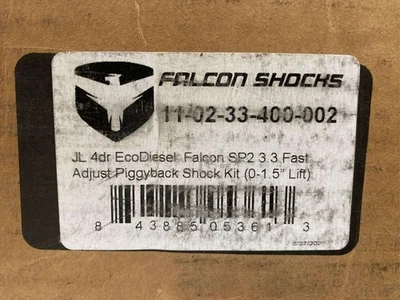 FALCON SHOCKS
11-02-33-400-002
JL 4dr EcoDiesel Falcon SP2 3.3 Fast
Adjust Piggyback Shock Kit (0-1.5" Lift)
8 43885 05361 3